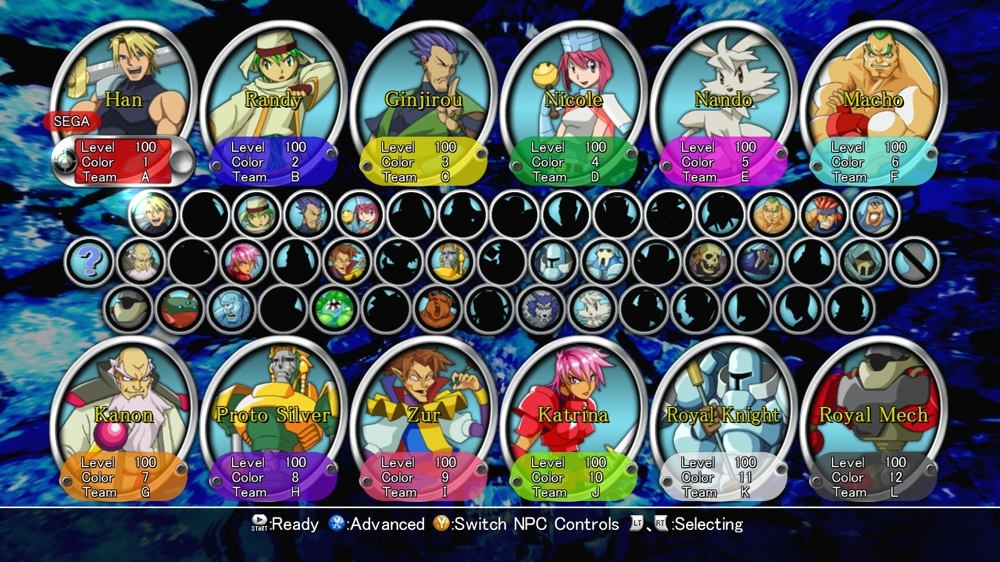 Han
Randy
Ginjirou
Nicole
Nando
Macho
SEGA
Level 100
Color 1
Team A
Level 100
Color 2
Team B
Level 100
Color 3
Team C
Level 100
Color 4
Team D
Level 100
Color 5
Team E
Level 100
Color 6
Team F
?
Kanon
Proto Silver
Zur
Katrina
Royal Knight
Royal Mech
Level 100
Color 7
Team G
Level 100
Color 8
Team H
Level 100
Color 9
Team I
Level 100
Color 10
Team J
Level 100
Color 11
Team K
Level 100
Color 12
Team L
START:Ready X:Advanced Y:Switch NPC Controls LT、RT:Selecting